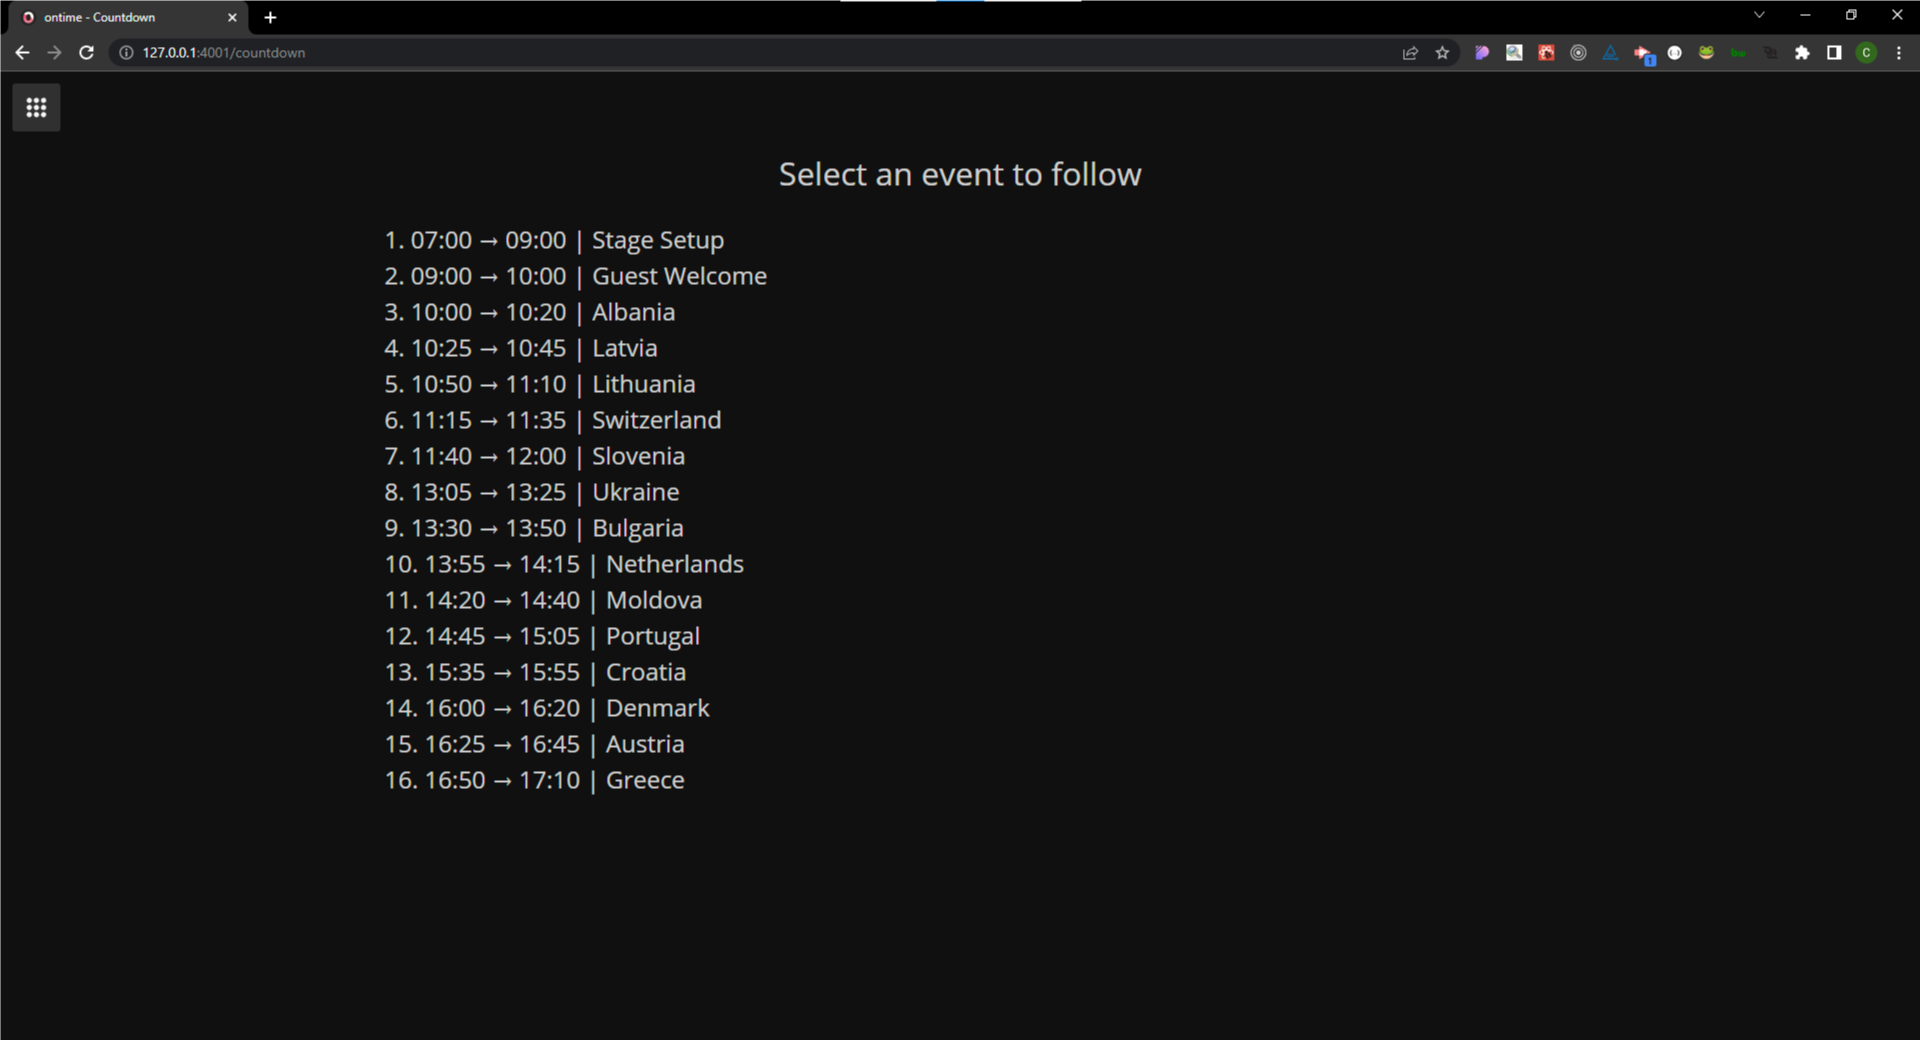 ontime - Countdown
127.0.0.1:4001/countdown
1
C
Select an event to follow
1. 07:00 → 09:00 | Stage Setup
2. 09:00 → 10:00 | Guest Welcome
3. 10:00 → 10:20 | Albania
4. 10:25 → 10:45 | Latvia
5. 10:50 → 11:10 | Lithuania
6. 11:15 → 11:35 | Switzerland
7. 11:40 → 12:00 | Slovenia
8. 13:05 → 13:25 | Ukraine
9. 13:30 → 13:50 | Bulgaria
10. 13:55 → 14:15 | Netherlands
11. 14:20 → 14:40 | Moldova
12. 14:45 → 15:05 | Portugal
13. 15:35 → 15:55 | Croatia
14. 16:00 → 16:20 | Denmark
15. 16:25 → 16:45 | Austria
16. 16:50 → 17:10 | Greece